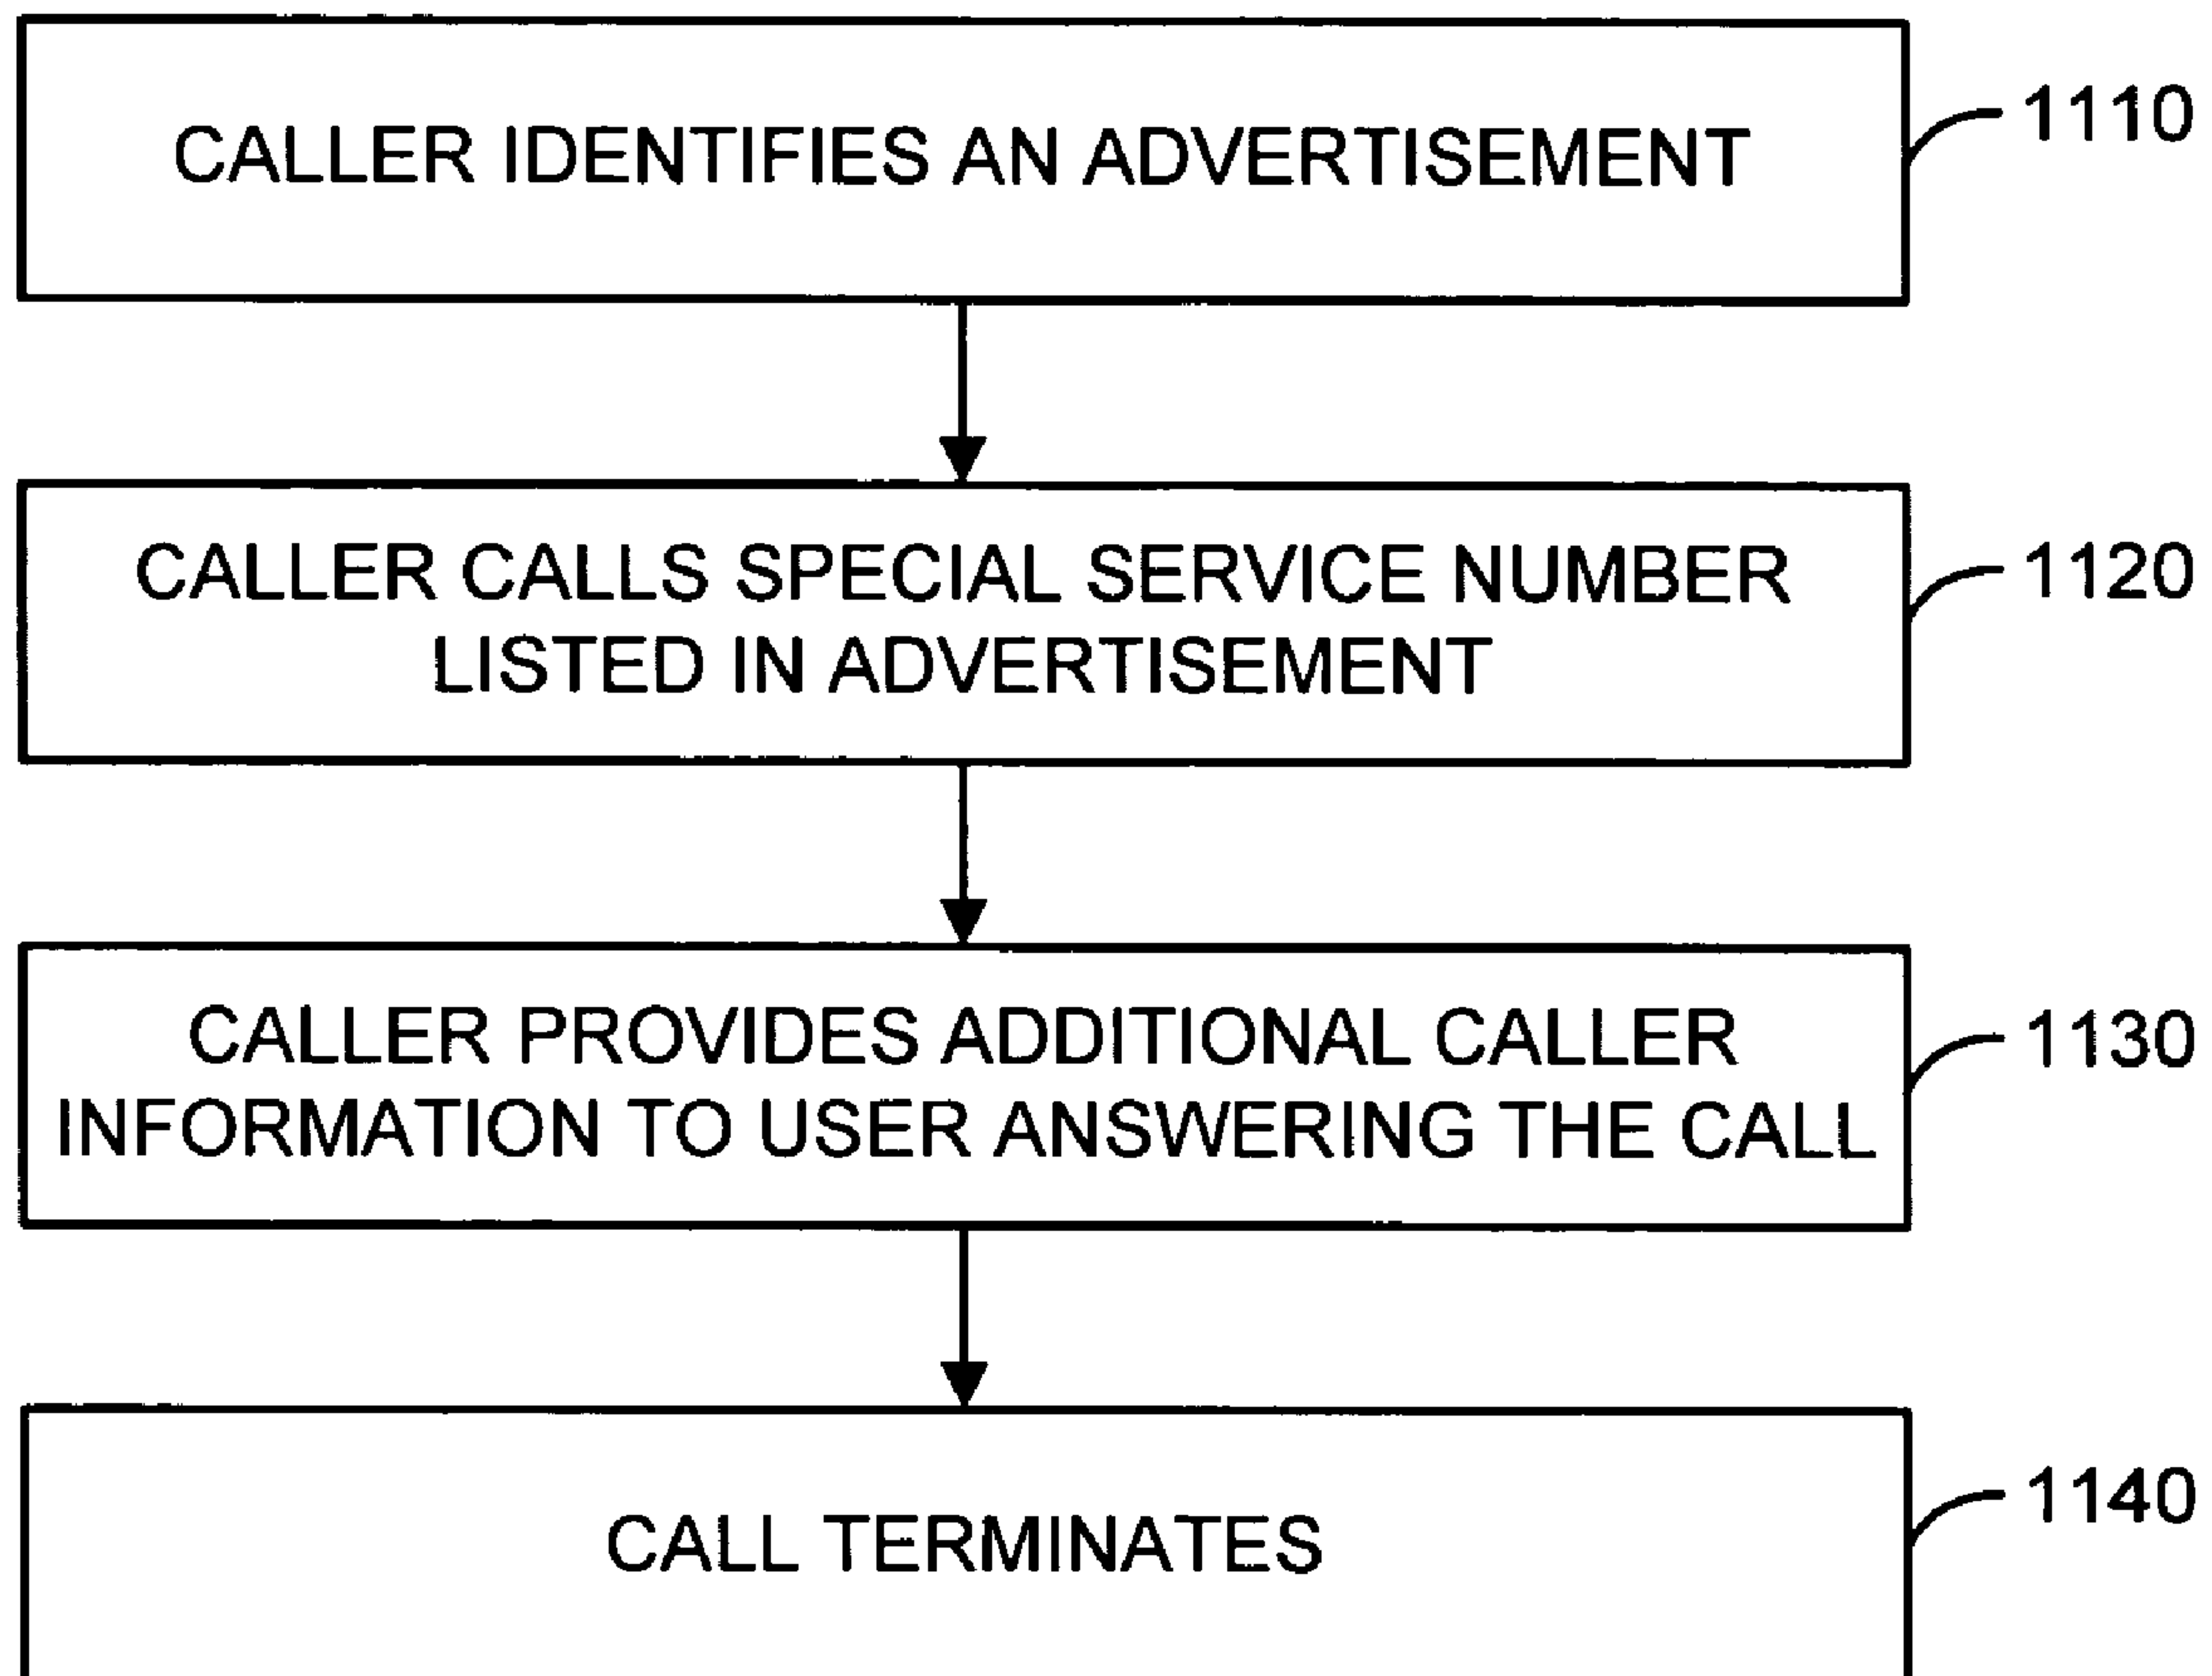 CALLER IDENTIFIES AN ADVERTISEMENT
1110
CALLER CALLS SPECIAL SERVICE NUMBER
LISTED IN ADVERTISEMENT
1120
CALLER PROVIDES ADDITIONAL CALLER
INFORMATION TO USER ANSWERING THE CALL
1130
CALL TERMINATES
1140